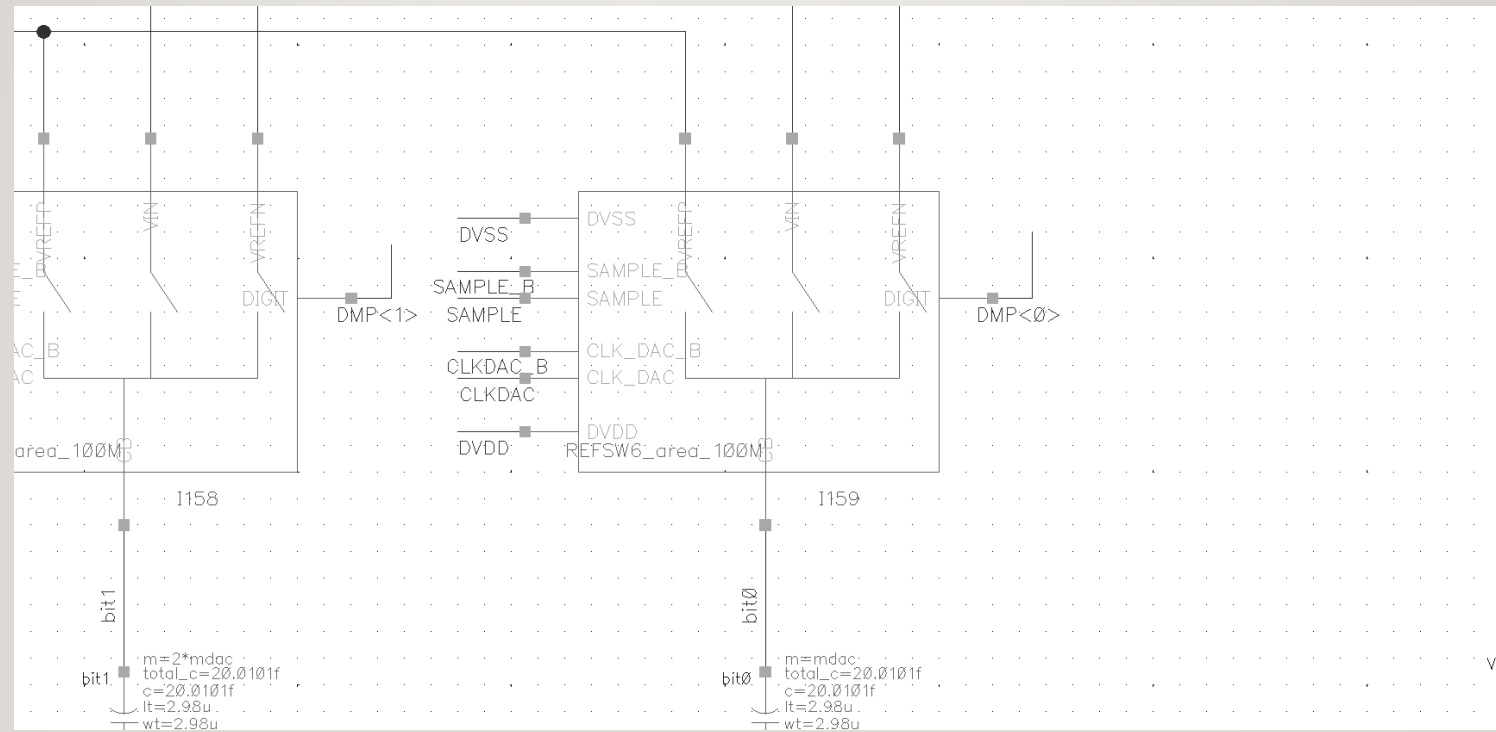 VREFP
VIN
VREFN
E_B
E
DIGIT
DMP<1>
AC_B
AC
area_100M
I158
bit1
bit1
m=2*mdac
total_c=20.0101f
c=20.0101f
lt=2.98u
wt=2.98u
DVSS
SAMPLE_B
SAMPLE
CLKDAC_B
CLKDAC
DVDD
DVSS
SAMPLE_B
SAMPLE
CLK_DAC_B
CLK_DAC
DVDD
VREFP
VIN
VREFN
DIGIT
DMP<0>
REFSW6_area_100M
I159
bit0
bit0
m=mdac
total_c=20.0101f
c=20.0101f
lt=2.98u
wt=2.98u
V